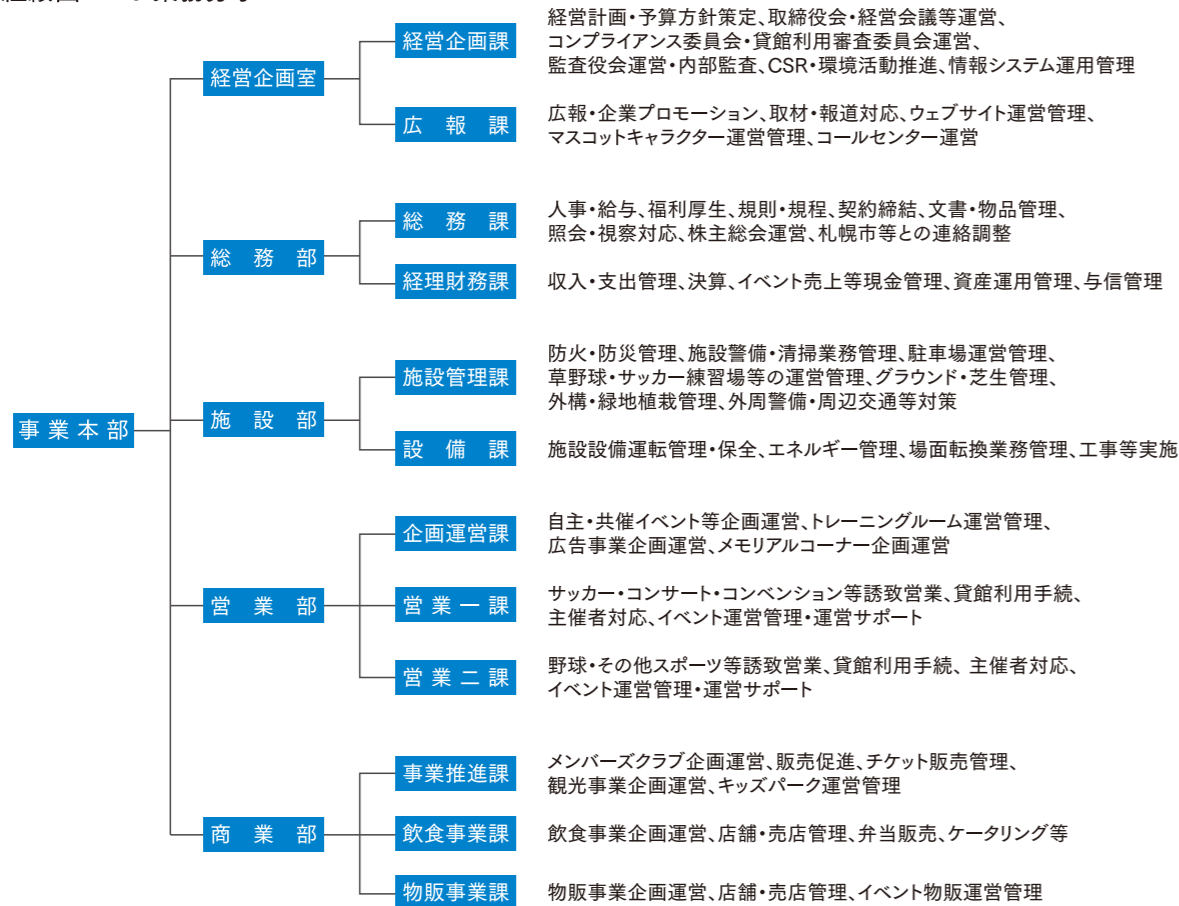 事業本部
経営企画室
経営企画課
経営計画・予算方針策定、取締役会・経営会議等運営、
コンプライアンス委員会・貸館利用審査委員会運営、
監査役会運営・内部監査、CSR・環境活動推進、情報システム運用管理
広報課
広報・企業プロモーション、取材・報道対応、ウェブサイト運営管理、
マスコットキャラクター運営管理、コールセンター運営
総務部
総務課
人事・給与、福利厚生、規則・規程、契約締結、文書・物品管理、
照会・視察対応、株主総会運営、札幌市等との連絡調整
経理財務課
収入・支出管理、決算、イベント売上等現金管理、資産運用管理、与信管理
施設部
施設管理課
防火・防災管理、施設警備・清掃業務管理、駐車場運営管理、
草野球・サッカー練習場等の運営管理、グラウンド・芝生管理、
外構・緑地植栽管理、外周警備・周辺交通等対策
設備課
施設設備運転管理・保全、エネルギー管理、場面転換業務管理、工事等実施
営業部
企画運営課
自主・共催イベント等企画運営、トレーニングルーム運営管理、
広告事業企画運営、メモリアルコーナー企画運営
営業一課
サッカー・コンサート・コンベンション等誘致営業、貸館利用手続、
主催者対応、イベント運営管理・運営サポート
営業二課
野球・その他スポーツ等誘致営業、貸館利用手続、主催者対応、
イベント運営管理・運営サポート
商業部
事業推進課
メンバーズクラブ企画運営、販売促進、チケット販売管理、
観光事業企画運営、キッズパーク運営管理
飲食事業課
飲食事業企画運営、店舗・売店管理、弁当販売、ケータリング等
物販事業課
物販事業企画運営、店舗・売店管理、イベント物販運営管理